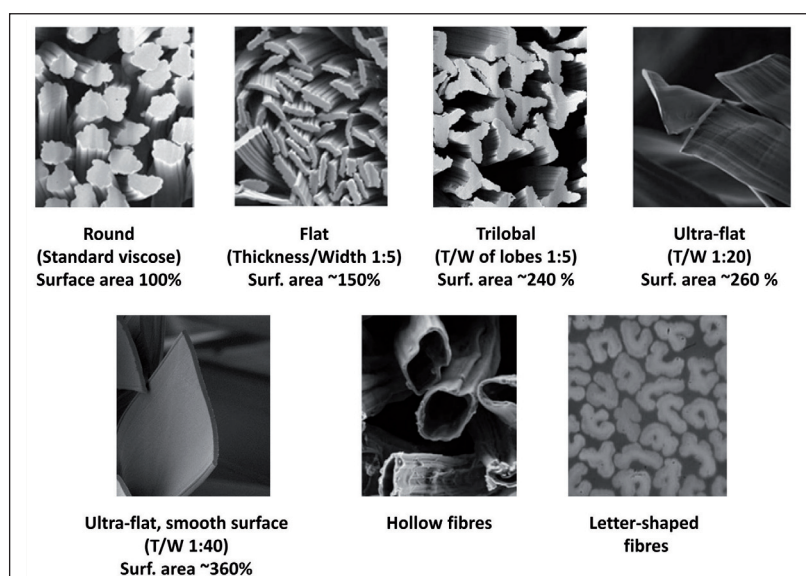 Round
(Standard viscose)
Surface area 100%
Flat
(Thickness/Width 1:5)
Surf. area ~150%
Trilobal
(T/W of lobes 1:5)
Surf. area ~240 %
Ultra-flat
(T/W 1:20)
Surf. area ~260 %
Ultra-flat, smooth surface
(T/W 1:40)
Surf. area ~360%
Hollow fibres
Letter-shaped
fibres